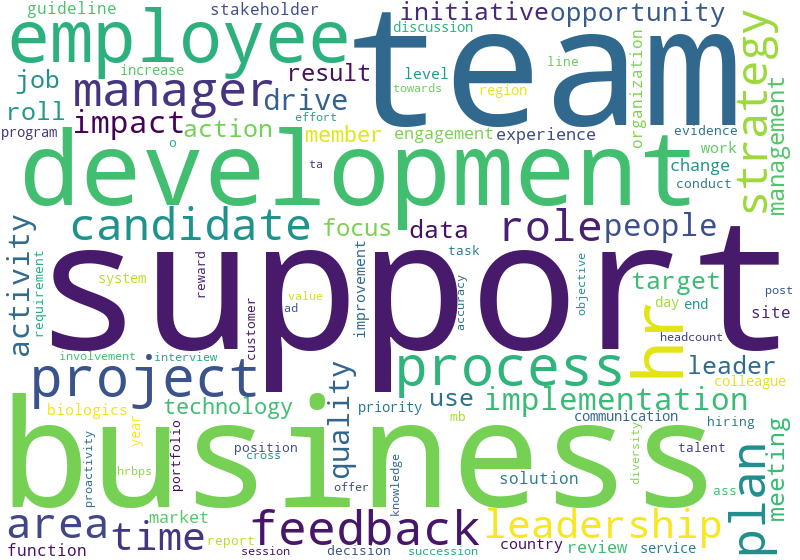 guideline
stakeholder
initiative
opportunity
employee
team
discussion
strategy
management
increase
result
level
line
organization
job
manager
drive
towards
region
roll
impact
action
effort
member
engagement
experience
evidence
program
o
work
development
ta
change
conduct
candidate
focus
data
role
people
activity
requirement
support
system
reward
customer
value
ad
improvement
task
accuracy
objective
target
day
end
post
site
hr
headcount
involvement
interview
project
process
leader
colleague
quality
use
implementation
biologics
technology
priority
mb
communication
hiring
business
year
portfolio
proactivity
hrbps
position
cross
offer
knowledge
solution
diversity
talent
ass
plan
meeting
area
time
market
feedback
leadership
function
report
session
decision
succession
country
review
service